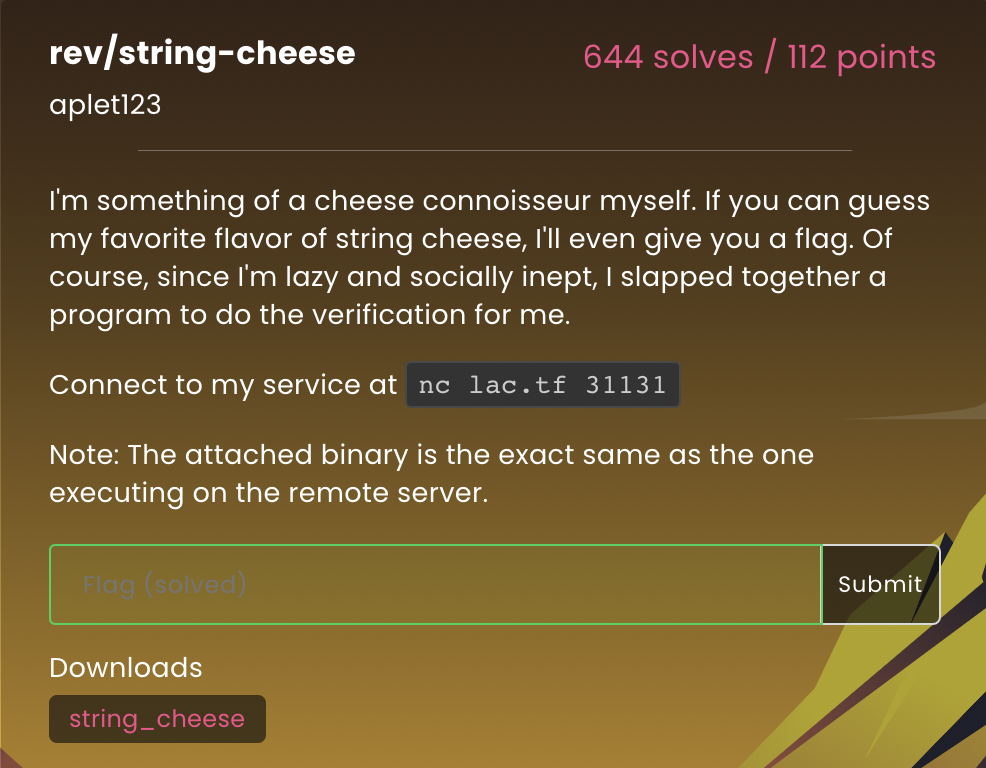 rev/string-cheese
644 solves / 112 points
aplet123
I'm something of a cheese connoisseur myself. If you can guess
my favorite flavor of string cheese, I'll even give you a flag. Of
course, since I'm lazy and socially inept, I slapped together a
program to do the verification for me.
Connect to my service at nc lac.tf 31131
Note: The attached binary is the exact same as the one
executing on the remote server.
Flag (solved)
Submit
Downloads
string_cheese